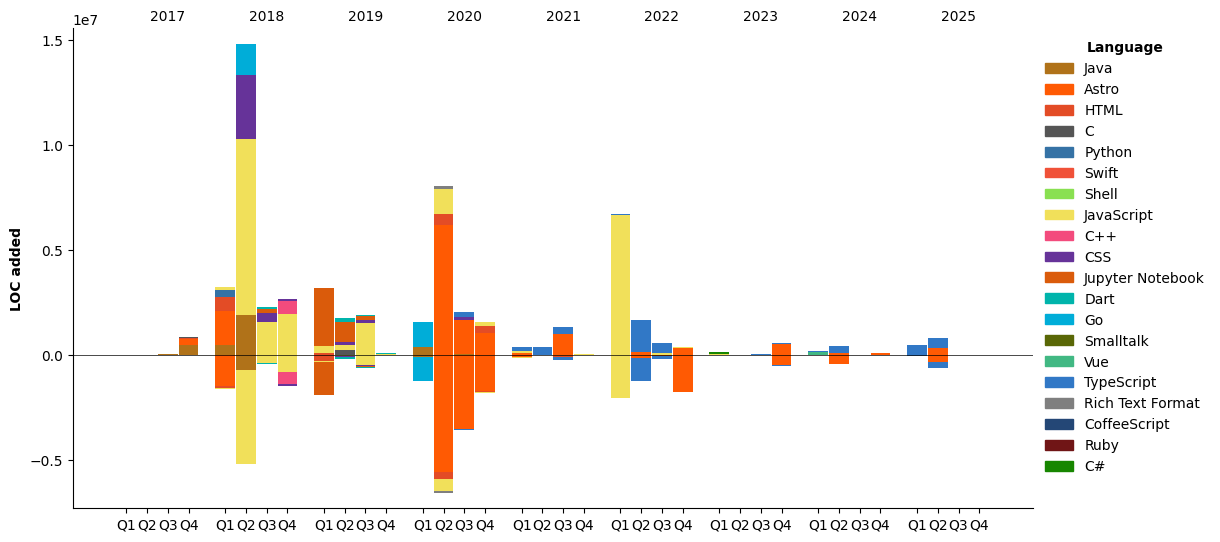 2017 2018 2019 2020 2021 2022 2023 2024 2025
1e7
1.5
1.0
0.5
0.0
−0.5
LOC added
Q1 Q2 Q3 Q4 Q1 Q2 Q3 Q4 Q1 Q2 Q3 Q4 Q1 Q2 Q3 Q4 Q1 Q2 Q3 Q4 Q1 Q2 Q3 Q4 Q1 Q2 Q3 Q4 Q1 Q2 Q3 Q4 Q1 Q2 Q3 Q4
Language
Java
Astro
HTML
C
Python
Swift
Shell
JavaScript
C++
CSS
Jupyter Notebook
Dart
Go
Smalltalk
Vue
TypeScript
Rich Text Format
CoffeeScript
Ruby
C#